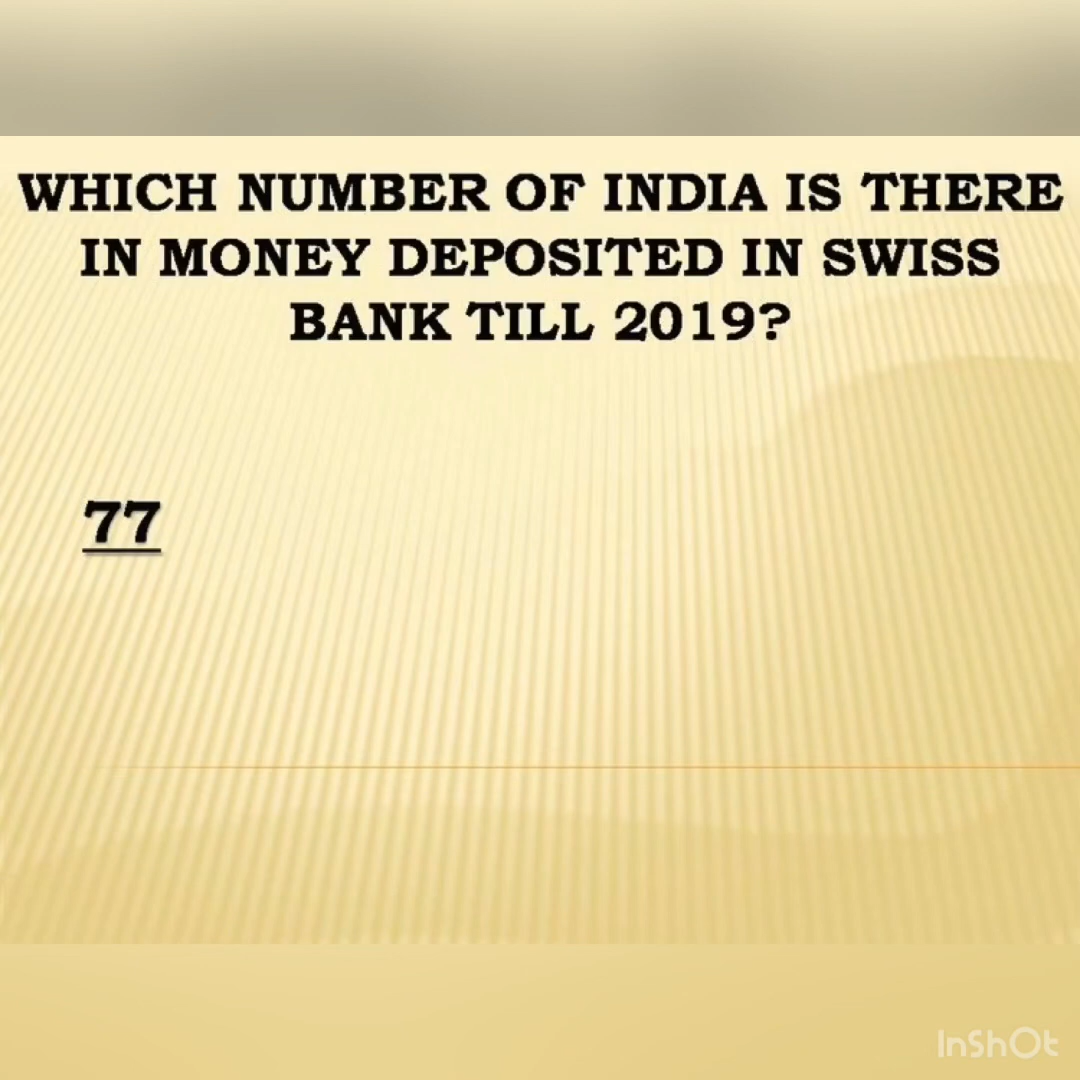 WHICH NUMBER OF INDIA IS THERE
IN MONEY DEPOSITED IN SWISS
BANK TILL 2019?
77
InShOt